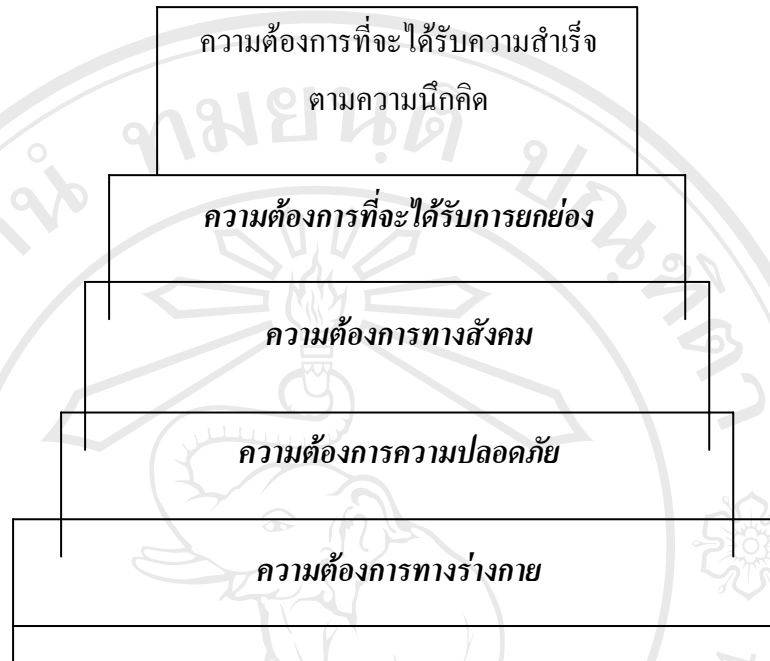 ความต้องการที่จะได้รับความสำเร็จ
ตามความนึกคิด
ความต้องการที่จะได้รับการยกย่อง
ความต้องการทางสังคม
ความต้องการความปลอดภัย
ความต้องการทางร่างกาย